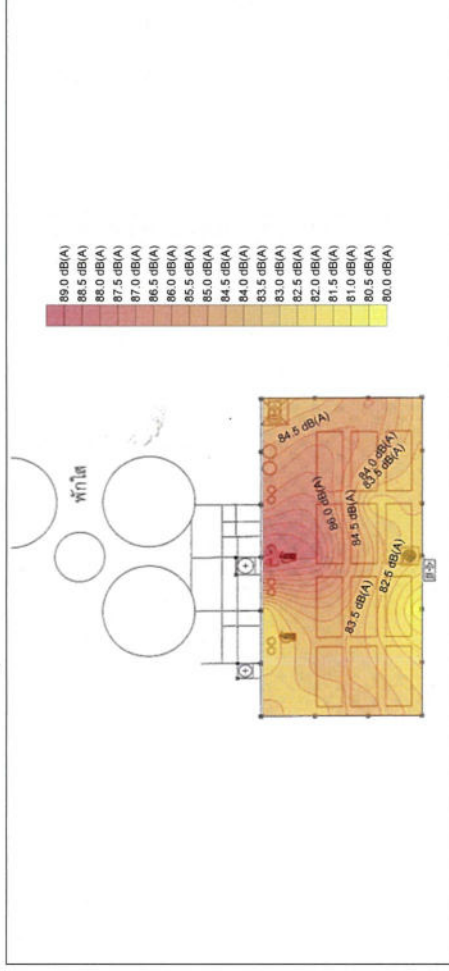 พักใส
89.0 dB(A)
88.5 dB(A)
88.0 dB(A)
87.5 dB(A)
87.0 dB(A)
86.5 dB(A)
86.0 dB(A)
85.5 dB(A)
85.0 dB(A)
84.5 dB(A)
84.0 dB(A)
83.5 dB(A)
83.0 dB(A)
82.5 dB(A)
82.0 dB(A)
81.5 dB(A)
81.0 dB(A)
80.5 dB(A)
80.0 dB(A)
84.5 dB(A)
86.0 dB(A)
84.5 dB(A)
84.0 dB(A)
83.5 dB(A)
83.5 dB(A)
82.5 dB(A)